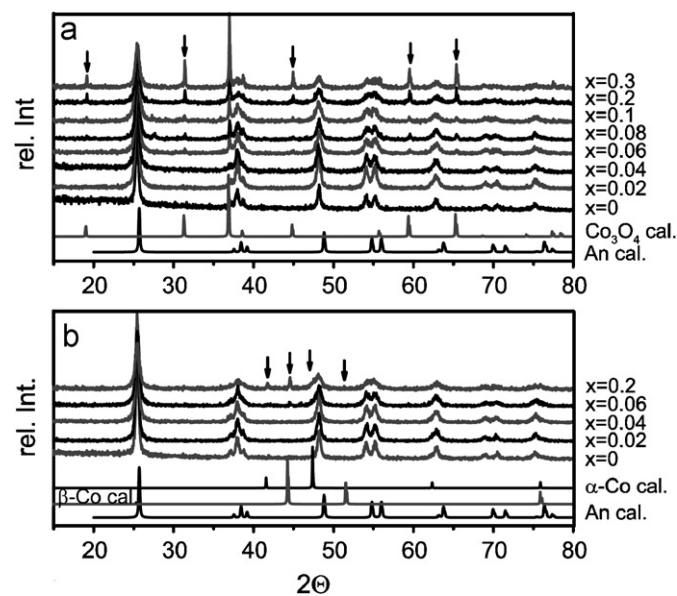 a
rel. Int
x=0.3
x=0.2
x=0.1
x=0.08
x=0.06
x=0.04
x=0.02
x=0
Co₃O₄ cal.
An cal.
20 30 40 50 60 70 80
b
rel. Int.
x=0.2
x=0.06
x=0.04
x=0.02
x=0
α-Co cal.
β-Co cal.
An cal.
20 30 40 50 60 70 80
2Θ